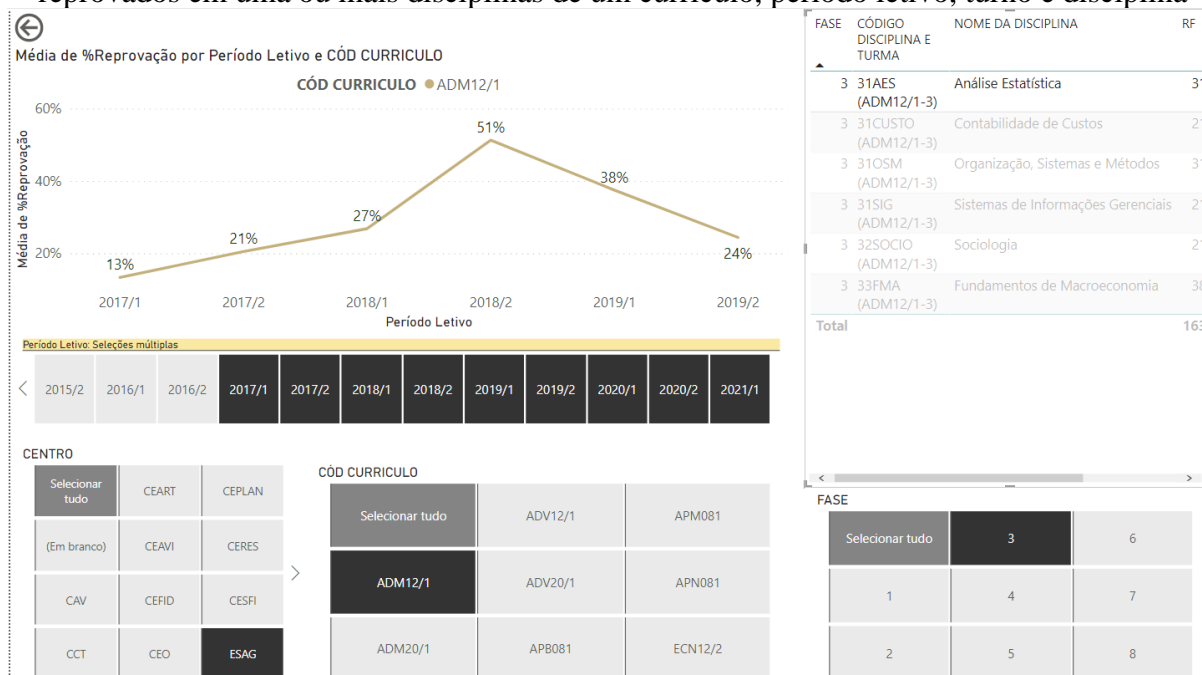 reprovados em uma ou mais disciplinas de um currículo, período letivo, turno e disciplina
Média de %Reprovação por Período Letivo e CÓD CURRICULO
CÓD CURRICULO ADM12/1
Média de %Reprovação
60%
40%
20%
13%
21%
27%
51%
38%
24%
2017/1 2017/2 2018/1 2018/2 2019/1 2019/2
Período Letivo
Período Letivo: Seleções múltiplas
2015/2 2016/1 2016/2 2017/1 2017/2 2018/1 2018/2 2019/1 2019/2 2020/1 2020/2 2021/1
CENTRO
Selecionar tudo CEART CEPLAN
(Em branco) CEAVI CERES
CAV CEFID CESFI
CCT CEO ESAG
CÓD CURRICULO
Selecionar tudo ADV12/1 APM081
ADM12/1 ADV20/1 APN081
ADM20/1 APB081 ECN12/2
FASE CÓDIGO DISCIPLINA E TURMA NOME DA DISCIPLINA RF
3 31AES (ADM12/1-3) Análise Estatística 31
3 31CUSTO (ADM12/1-3) Contabilidade de Custos 21
3 31OSM (ADM12/1-3) Organização, Sistemas e Métodos 31
3 31SIG (ADM12/1-3) Sistemas de Informações Gerenciais 21
3 32SOCIO (ADM12/1-3) Sociologia 21
3 33FMA (ADM12/1-3) Fundamentos de Macroeconomia 38
Total 163
FASE
Selecionar tudo 3 6
1 4 7
2 5 8